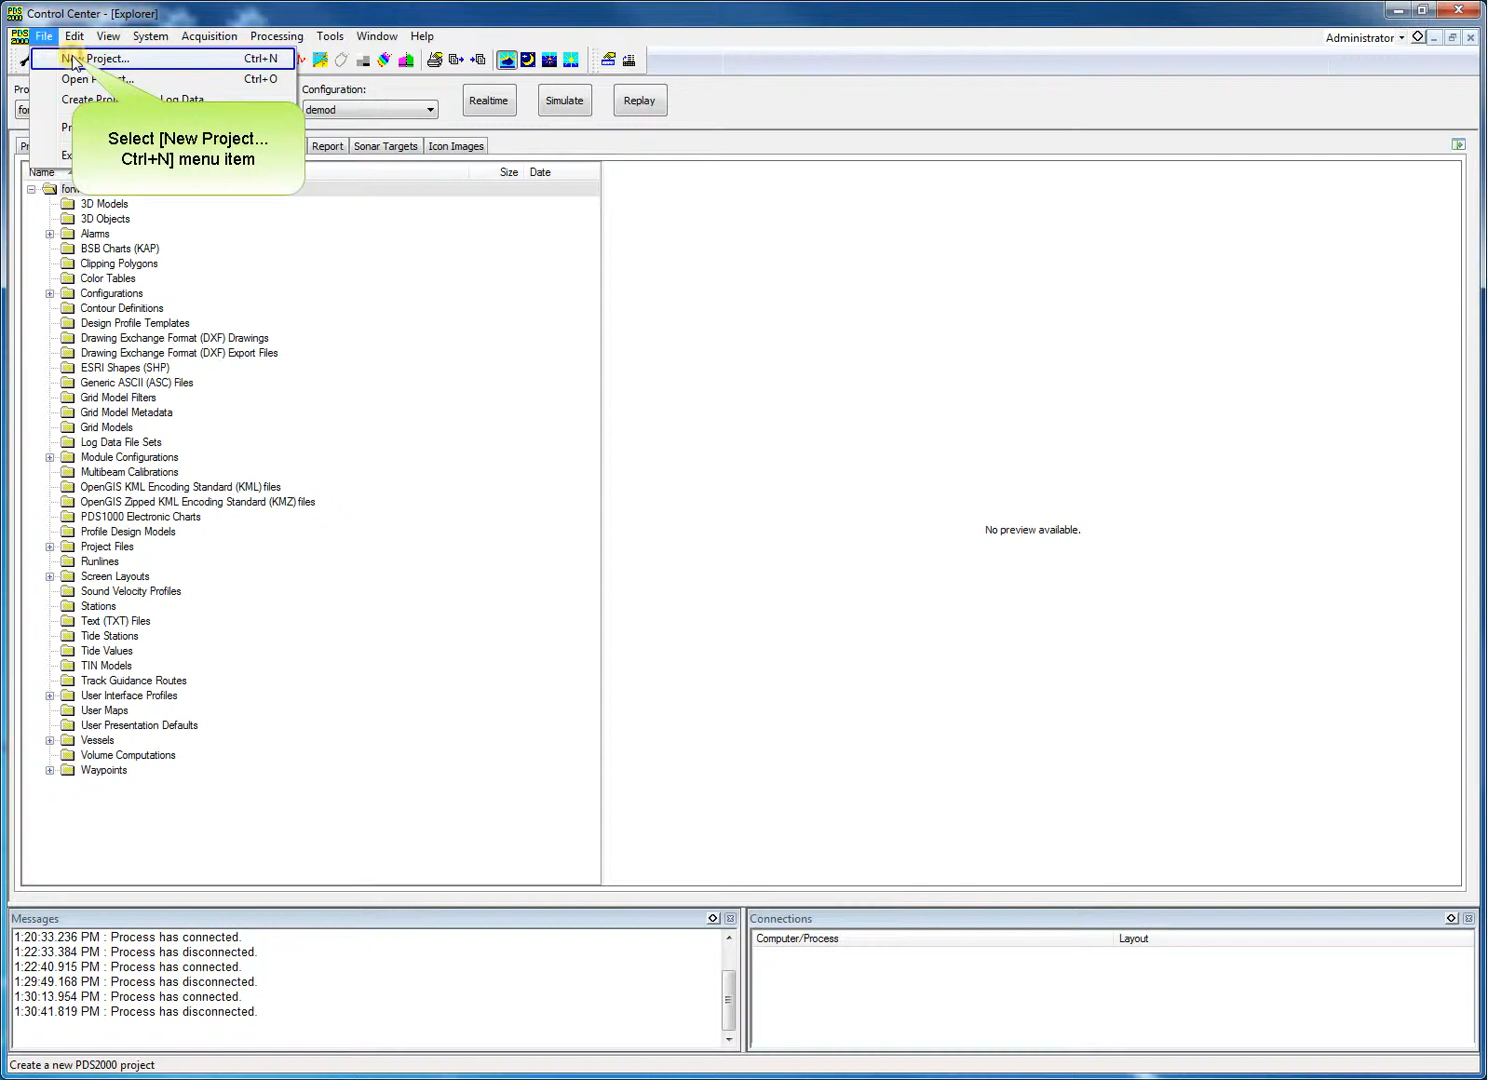 PDS
2000
Control Center - [Explorer]
PDS
2000
File Edit View System Acquisition Processing Tools Window Help
Administrator
New Project... Ctrl+N
Open Ctrl+O
Create Log Data
Select [New Project...
Ctrl+N] menu item
Configuration:
demod
Realtime Simulate Replay
Report Sonar Targets Icon Images
Name Size Date
3D Models
3D Objects
Alarms
BSB Charts (KAP)
Clipping Polygons
Color Tables
Configurations
Contour Definitions
Design Profile Templates
Drawing Exchange Format (DXF) Drawings
Drawing Exchange Format (DXF) Export Files
ESRI Shapes (SHP)
Generic ASCII (ASC) Files
Grid Model Filters
Grid Model Metadata
Grid Models
Log Data File Sets
Module Configurations
Multibeam Calibrations
OpenGIS KML Encoding Standard (KML) files
OpenGIS Zipped KML Encoding Standard (KMZ) files
PDS1000 Electronic Charts
Profile Design Models
Project Files
Runlines
Screen Layouts
Sound Velocity Profiles
Stations
Text (TXT) Files
Tide Stations
Tide Values
TIN Models
Track Guidance Routes
User Interface Profiles
User Maps
User Presentation Defaults
Vessels
Volume Computations
Waypoints
No preview available.
Messages
1:20:33.236 PM : Process has connected.
1:22:33.384 PM : Process has disconnected.
1:22:40.915 PM : Process has connected.
1:29:49.168 PM : Process has disconnected.
1:30:13.954 PM : Process has connected.
1:30:41.819 PM : Process has disconnected.
Connections
Computer/Process Layout
Create a new PDS2000 project